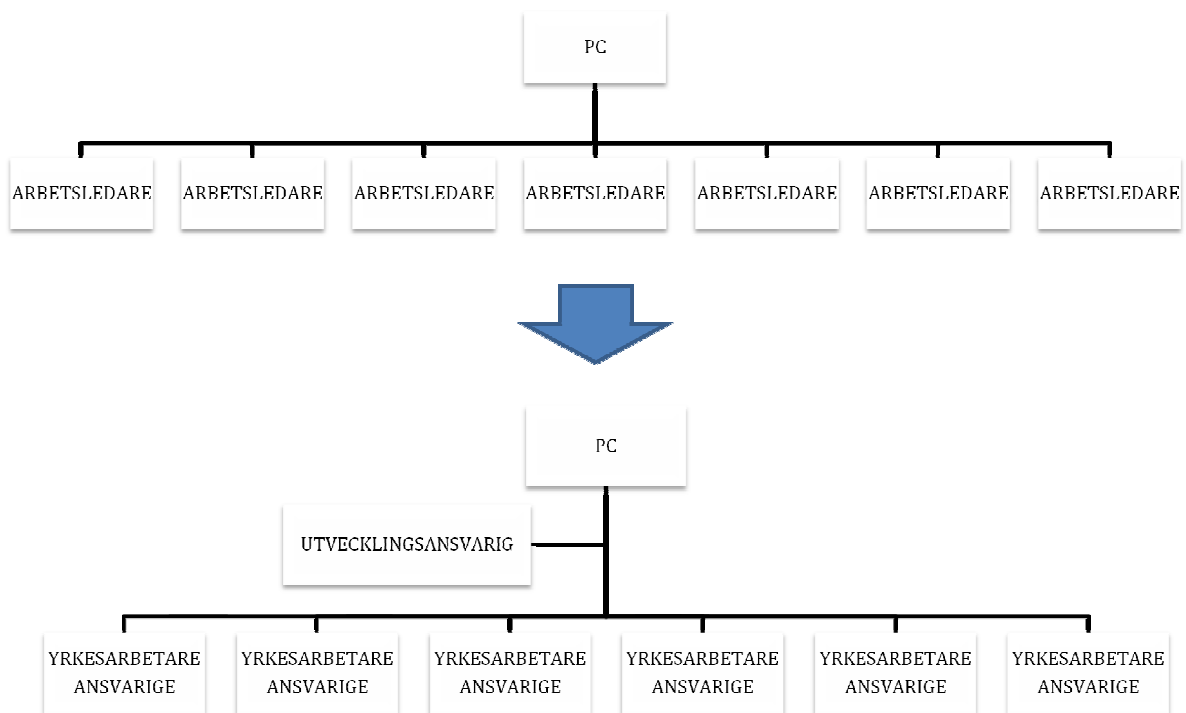 PC
ARBETSLEDARE ARBETSLEDARE ARBETSLEDARE ARBETSLEDARE ARBETSLEDARE ARBETSLEDARE ARBETSLEDARE
PC
UTVECKLINGSANSVARIG
YRKESARBETARE YRKESARBETARE YRKESARBETARE YRKESARBETARE YRKESARBETARE YRKESARBETARE
ANSVARIGE ANSVARIGE ANSVARIGE ANSVARIGE ANSVARIGE ANSVARIGE